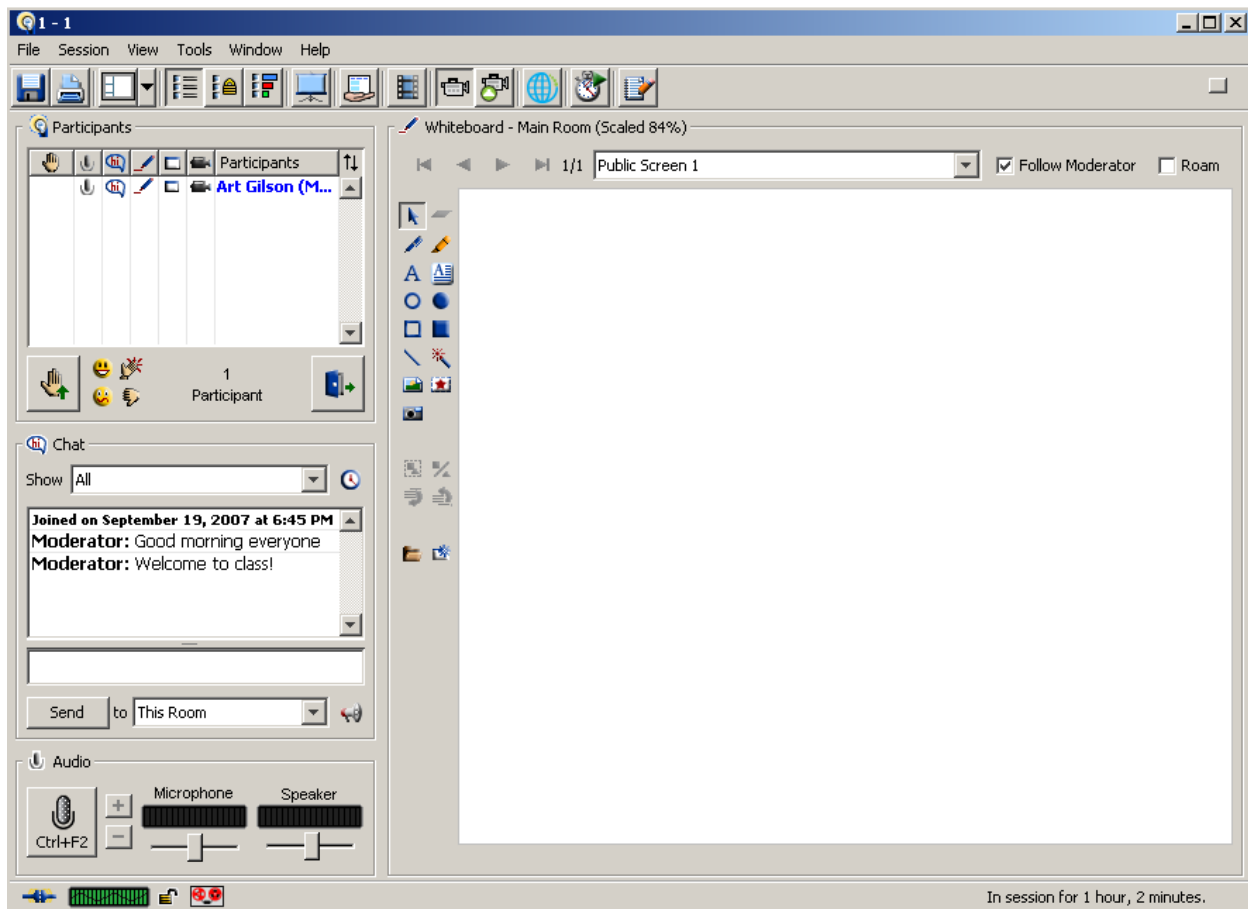 1 - 1
File Session View Tools Window Help
Participants
Participants
Art Gilson (M...
1
Participant
Chat
Show All
Joined on September 19, 2007 at 6:45 PM
Moderator: Good morning everyone
Moderator: Welcome to class!
Send to This Room
Audio
Microphone Speaker
Ctrl+F2
Whiteboard - Main Room (Scaled 84%)
1/1 Public Screen 1 Follow Moderator Roam
In session for 1 hour, 2 minutes.